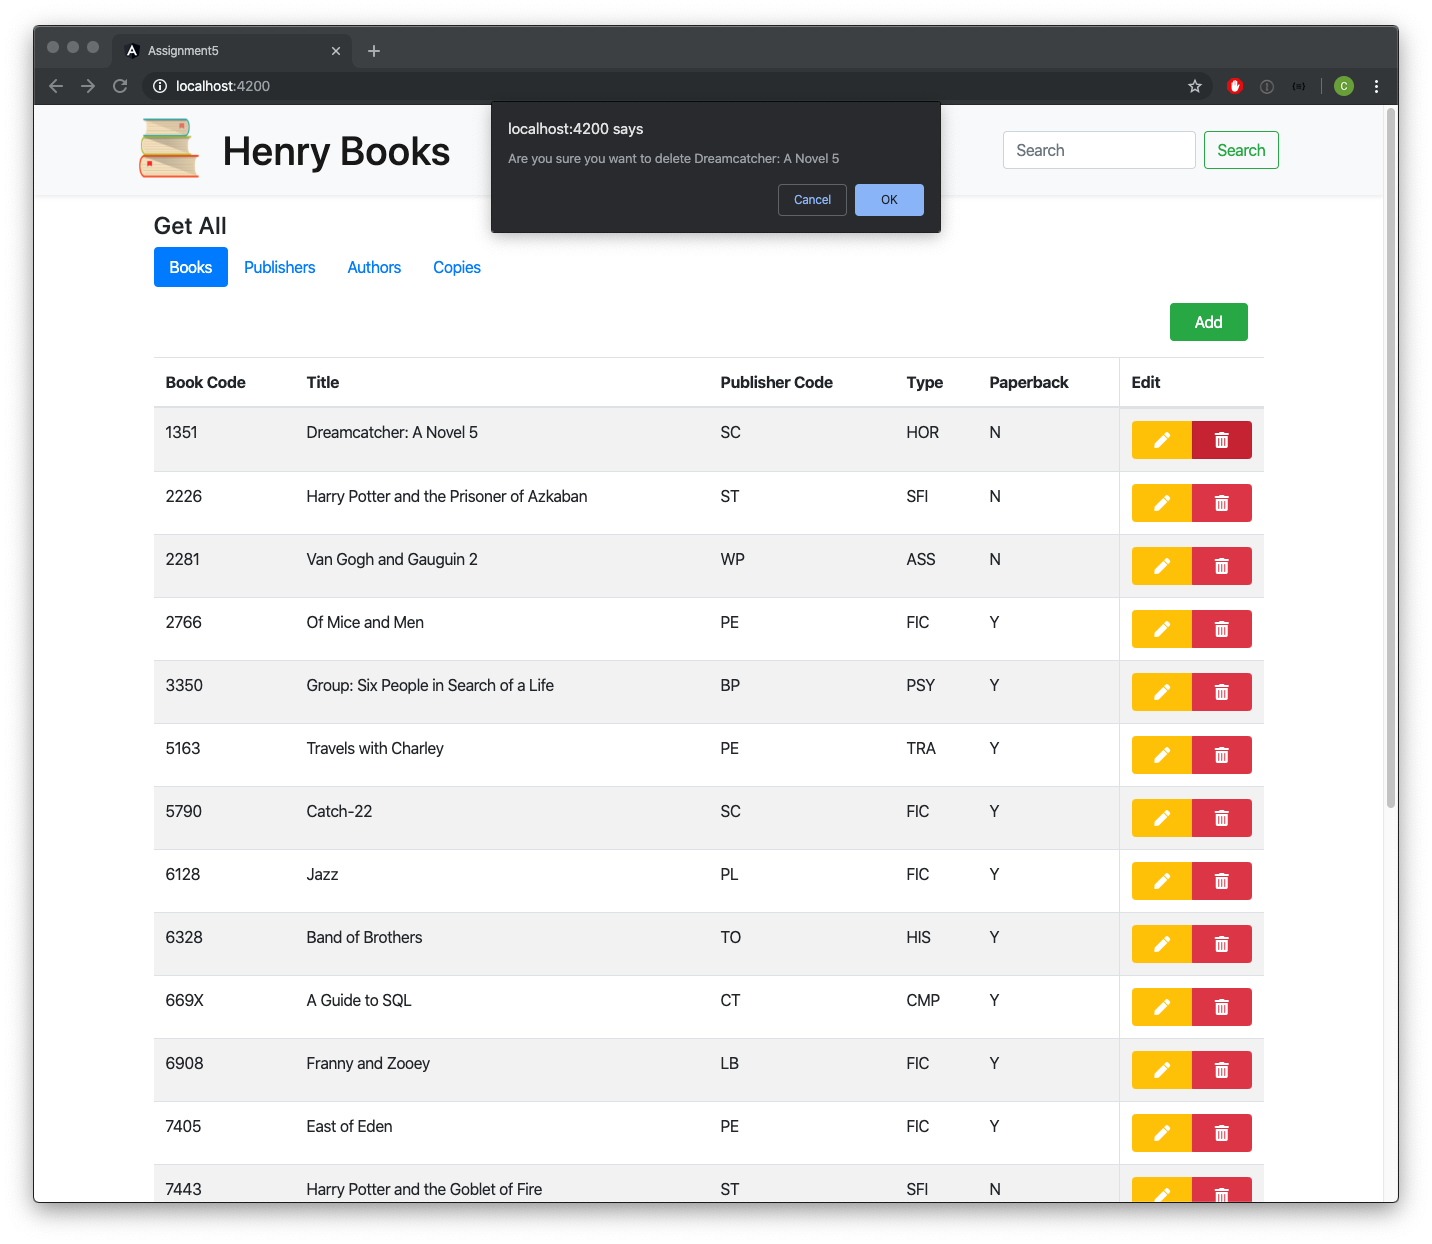 Assignment5
localhost:4200
localhost:4200 says
Are you sure you want to delete Dreamcatcher: A Novel 5
Cancel OK
Henry Books
Search Search
Get All
Books Publishers Authors Copies
Add
Book Code Title Publisher Code Type Paperback Edit
1351 Dreamcatcher: A Novel 5 SC HOR N
2226 Harry Potter and the Prisoner of Azkaban ST SFI N
2281 Van Gogh and Gauguin 2 WP ASS N
2766 Of Mice and Men PE FIC Y
3350 Group: Six People in Search of a Life BP PSY Y
5163 Travels with Charley PE TRA Y
5790 Catch-22 SC FIC Y
6128 Jazz PL FIC Y
6328 Band of Brothers TO HIS Y
669X A Guide to SQL CT CMP Y
6908 Franny and Zooey LB FIC Y
7405 East of Eden PE FIC Y
7443 Harry Potter and the Goblet of Fire ST SFI N